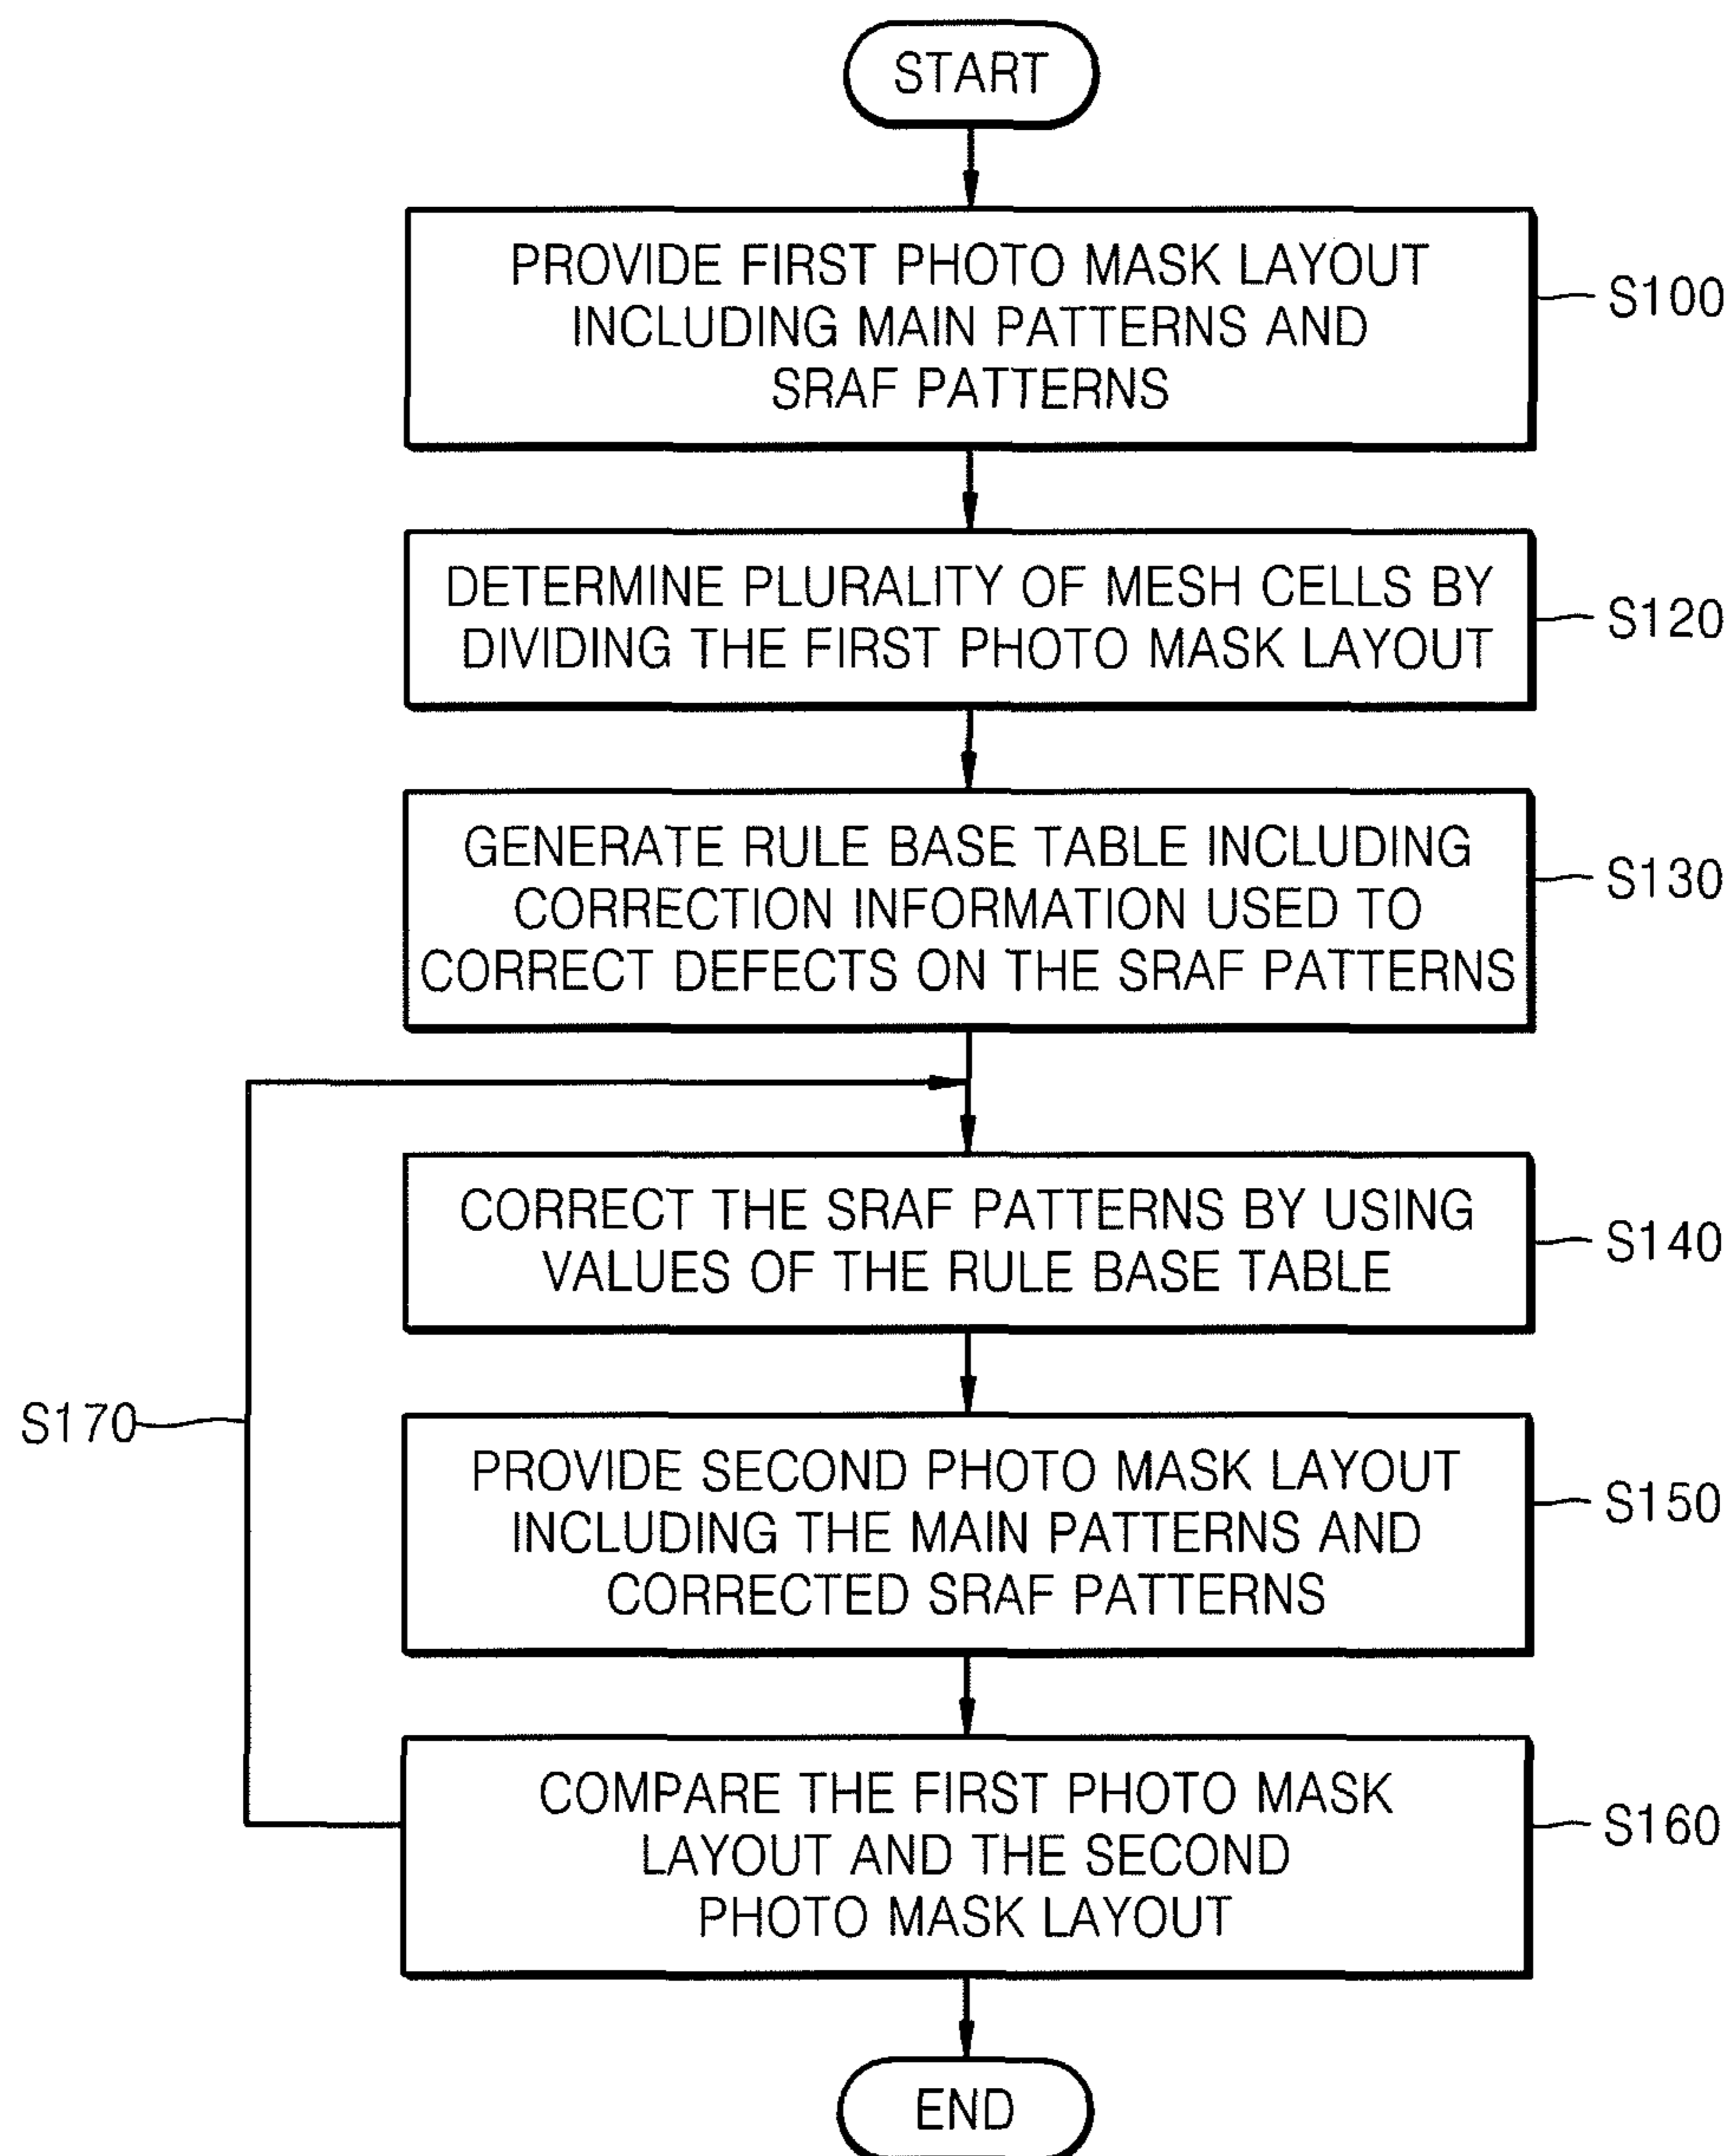 START
PROVIDE FIRST PHOTO MASK LAYOUT
INCLUDING MAIN PATTERNS AND
SRAF PATTERNS
S100
DETERMINE PLURALITY OF MESH CELLS BY
DIVIDING THE FIRST PHOTO MASK LAYOUT
S120
GENERATE RULE BASE TABLE INCLUDING
CORRECTION INFORMATION USED TO
CORRECT DEFECTS ON THE SRAF PATTERNS
S130
CORRECT THE SRAF PATTERNS BY USING
VALUES OF THE RULE BASE TABLE
S140
S170
PROVIDE SECOND PHOTO MASK LAYOUT
INCLUDING THE MAIN PATTERNS AND
CORRECTED SRAF PATTERNS
S150
COMPARE THE FIRST PHOTO MASK
LAYOUT AND THE SECOND
PHOTO MASK LAYOUT
S160
END